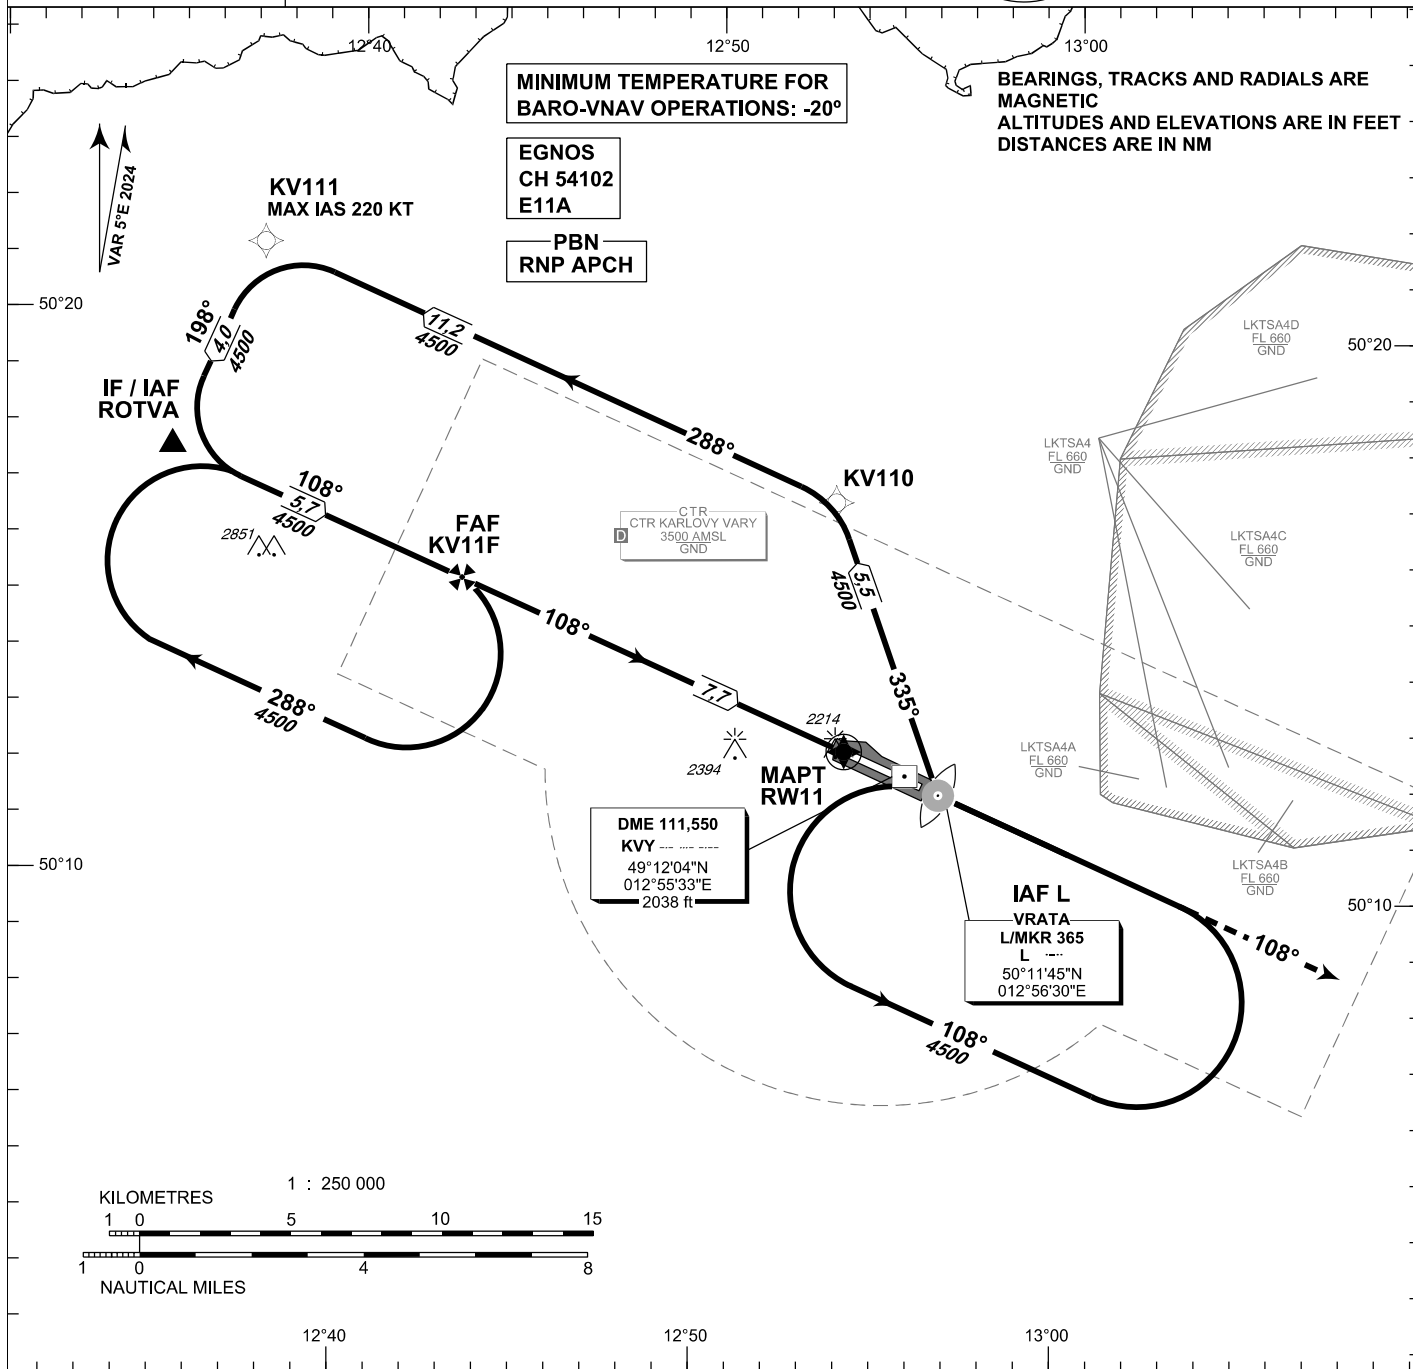 12°40
12°50
13°00
MINIMUM TEMPERATURE FOR
BARO-VNAV OPERATIONS: -20º
BEARINGS, TRACKS AND RADIALS ARE
MAGNETIC
ALTITUDES AND ELEVATIONS ARE IN FEET
DISTANCES ARE IN NM
EGNOS
CH 54102
E11A
PBN
RNP APCH
VAR 5°E 2024
KV111
MAX IAS 220 KT
50°20
50°20
198°
4,0
4500
11,2
4500
288°
IF / IAF
ROTVA
108°
5,7
4500
2851
FAF
KV11F
KV110
CTR
CTR KARLOVY VARY
D
3500 AMSL
GND
5,5
4500
335°
108°
7,7
288°
4500
2394
2214
MAPT
RW11
LKTSA4D
FL 660
GND
LKTSA4
FL 660
GND
LKTSA4C
FL 660
GND
LKTSA4A
FL 660
GND
LKTSA4B
FL 660
GND
50°10
50°10
DME 111,550
KVY
49°12'04"N
012°55'33"E
2038 ft
IAF L
VRATA
L/MKR 365
L
50°11'45"N
012°56'30"E
108°
108°
4500
1 : 250 000
KILOMETRES
1 0 5 10 15
1 0 4 8
NAUTICAL MILES
12°40
12°50
13°00